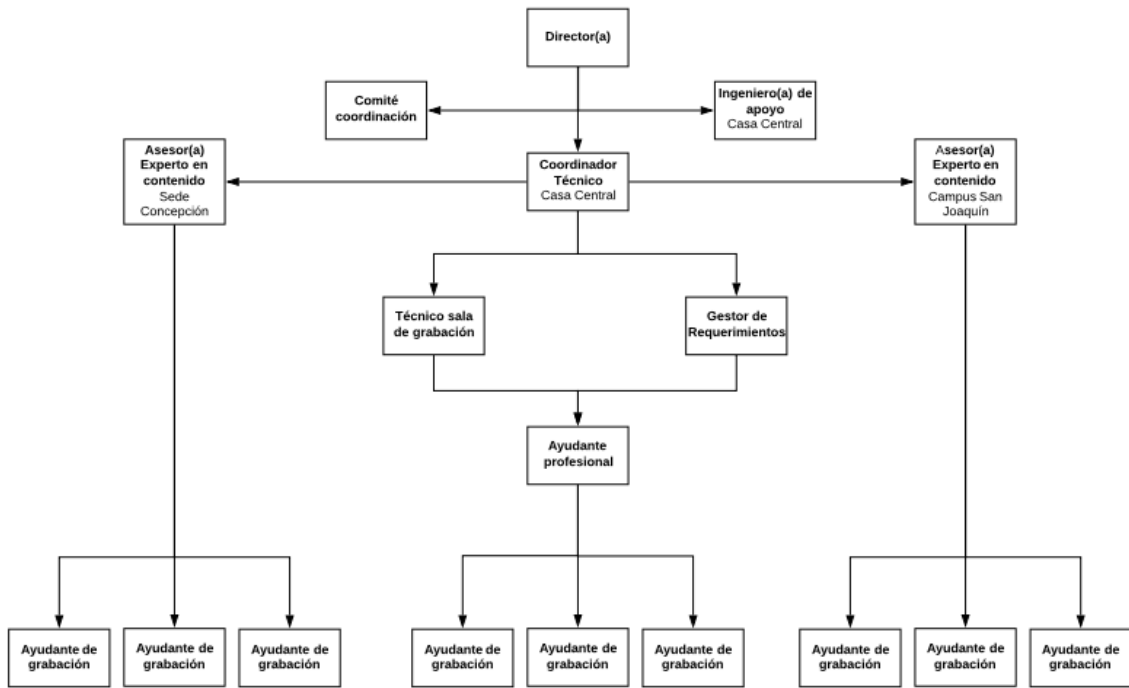 Director(a)
Comité
coordinación
Ingeniero(a) de
apoyo
Casa Central
Asesor(a)
Experto en
contenido
Sede
Concepción
Coordinador
Técnico
Casa Central
Asesor(a)
Experto en
contenido
Campus San
Joaquín
Técnico sala
de grabación
Gestor de
Requerimientos
Ayudante
profesional
Ayudante de
grabación
Ayudante de
grabación
Ayudante de
grabación
Ayudante de
grabación
Ayudante de
grabación
Ayudante de
grabación
Ayudante de
grabación
Ayudante de
grabación
Ayudante de
grabación